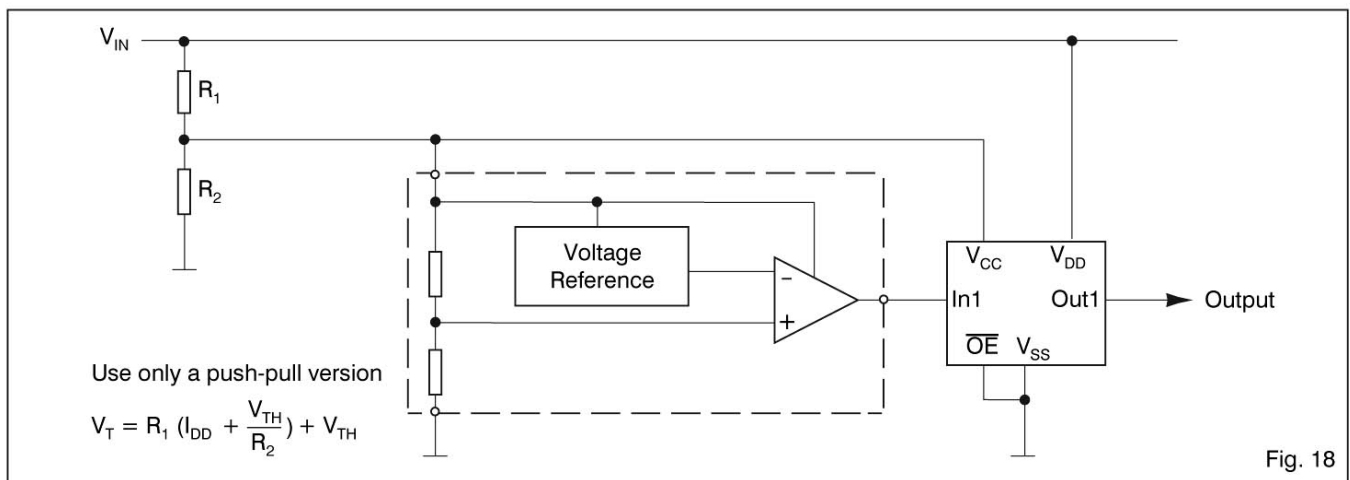 V_IN
R_1
R_2
Voltage
Reference
−
+
V_CC V_DD
In1 Out1
Output
O̅E̅ V_SS
Use only a push-pull version
V_T = R_1 (I_DD + V_TH/R_2) + V_TH
Fig. 18